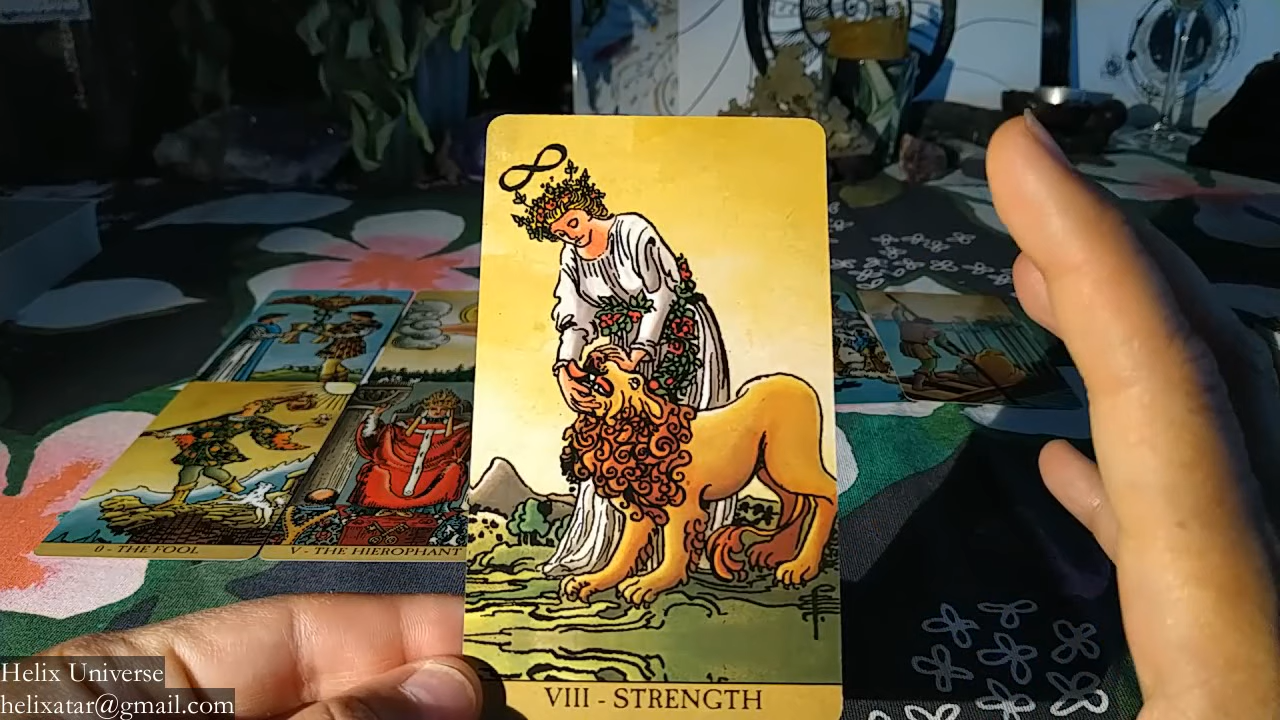 VIII - STRENGTH
0 - THE FOOL
V - THE HIEROPHANT
Helix Universe
helixatar@gmail.com